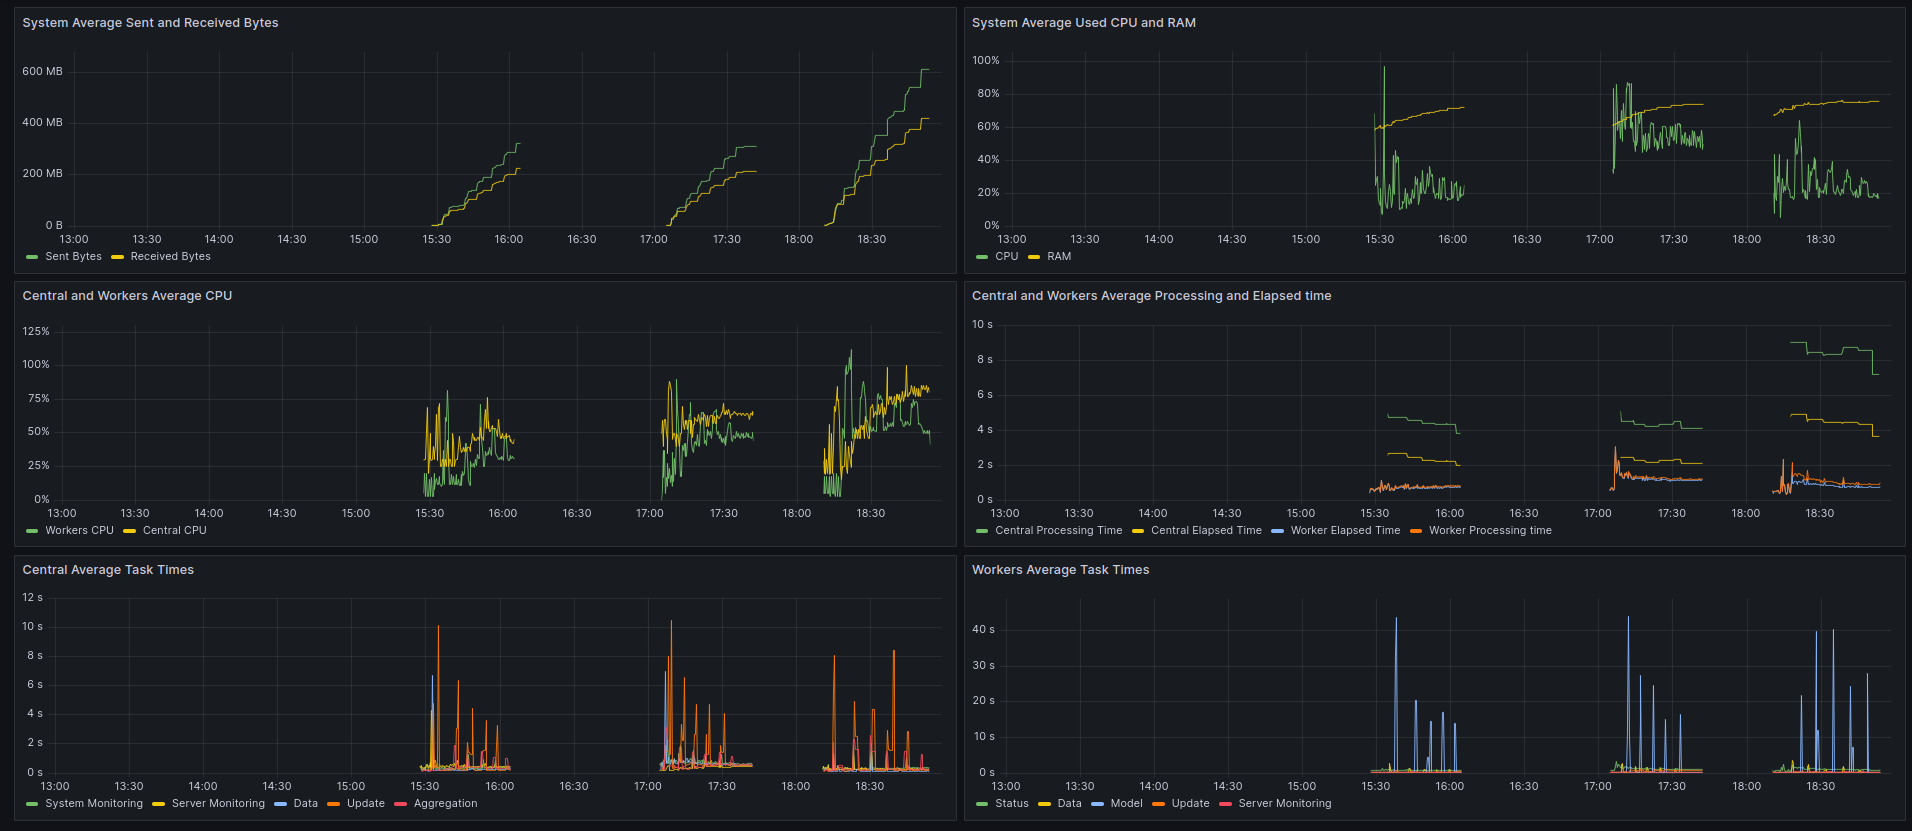 System Average Sent and Received Bytes
600 MB
400 MB
200 MB
0 B
13:00 13:30 14:00 14:30 15:00 15:30 16:00 16:30 17:00 17:30 18:00 18:30
Sent Bytes Received Bytes
System Average Used CPU and RAM
100%
80%
60%
40%
20%
0%
13:00 13:30 14:00 14:30 15:00 15:30 16:00 16:30 17:00 17:30 18:00 18:30
CPU RAM
Central and Workers Average CPU
125%
100%
75%
50%
25%
0%
13:00 13:30 14:00 14:30 15:00 15:30 16:00 16:30 17:00 17:30 18:00 18:30
Workers CPU Central CPU
Central and Workers Average Processing and Elapsed time
10 s
8 s
6 s
4 s
2 s
0 s
13:00 13:30 14:00 14:30 15:00 15:30 16:00 16:30 17:00 17:30 18:00 18:30
Central Processing Time Central Elapsed Time Worker Elapsed Time Worker Processing time
Central Average Task Times
12 s
10 s
8 s
6 s
4 s
2 s
0 s
13:00 13:30 14:00 14:30 15:00 15:30 16:00 16:30 17:00 17:30 18:00 18:30
System Monitoring Server Monitoring Data Update Aggregation
Workers Average Task Times
40 s
30 s
20 s
10 s
0 s
13:00 13:30 14:00 14:30 15:00 15:30 16:00 16:30 17:00 17:30 18:00 18:30
Status Data Model Update Server Monitoring